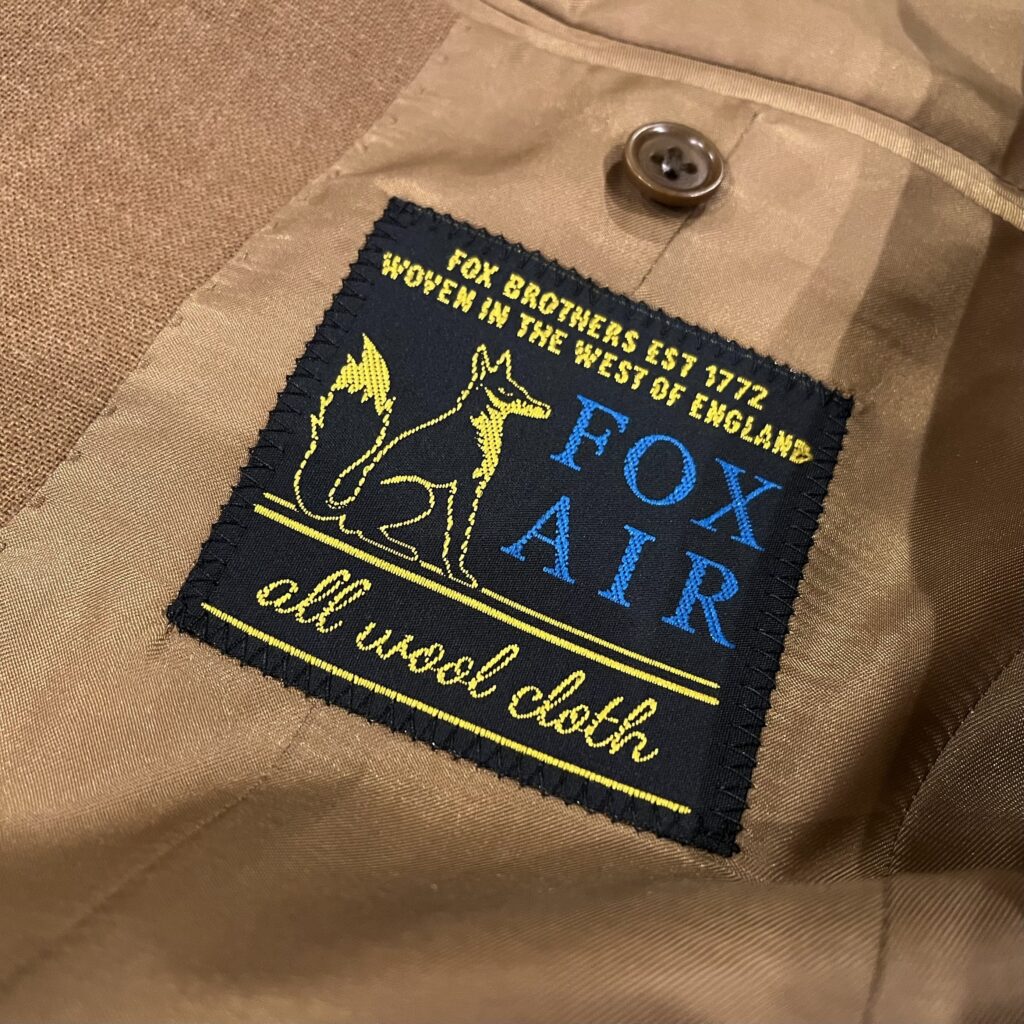 FOX BROTHERS EST 1772
WOVEN IN THE WEST OF ENGLAND
FOX
AIR
all wool cloth